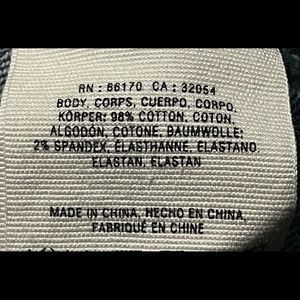 RN : 66170 CA : 32054
BODY, CORPS, CUERPO, CORPO,
KÖRPER: 98% COTTON, COTON,
ALGODÓN, COTONE, BAUMWOLLE:
2% SPANDEX, ÉLASTHANNE, ELASTANO
ELASTAN, ELASTAN
MADE IN CHINA, HECHO EN CHINA,
FABRIQUÉ EN CHINE